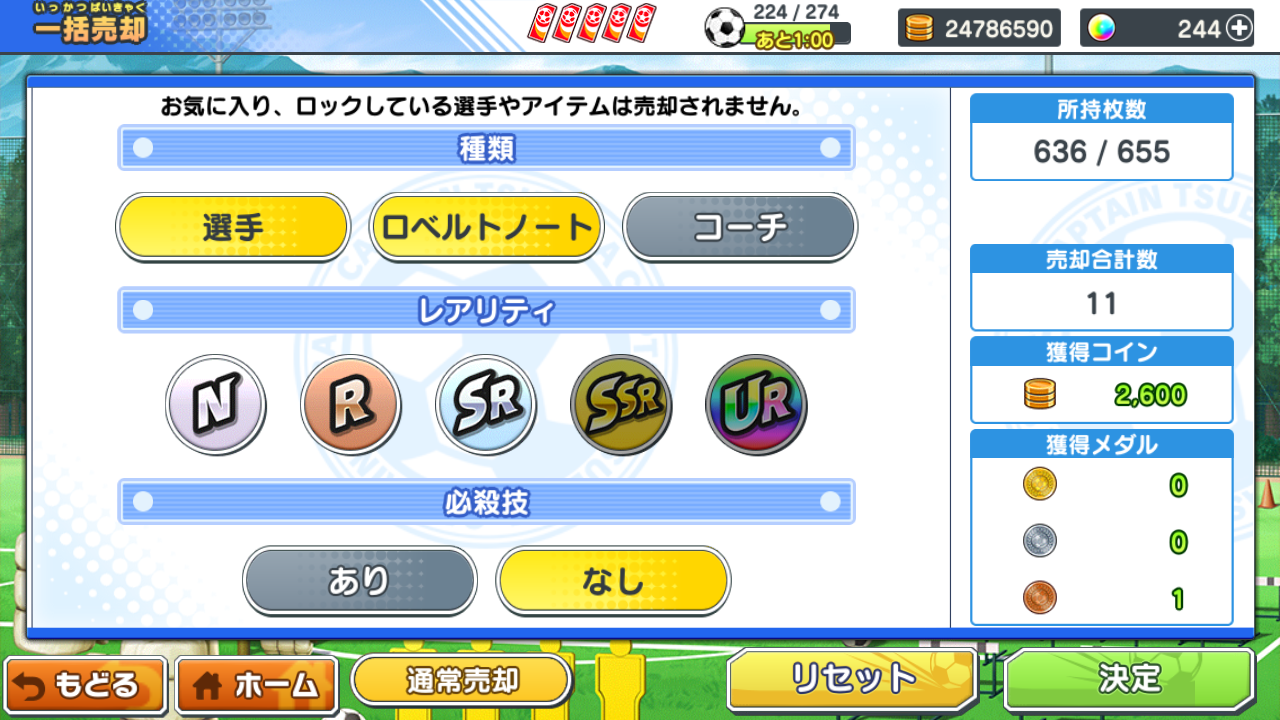 いっかつばいきゃく
一括売却
224 / 274
あと1:00
24786590
244
お気に入り、ロックしている選手やアイテムは売却されません。
種類
選手 ロベルトノート コーチ
レアリティ
N R SR SSR UR
必殺技
あり なし
所持枚数
636 / 655
売却合計数
11
獲得コイン
2,600
獲得メダル
0
0
1
もどる ホーム 通常売却 リセット 決定